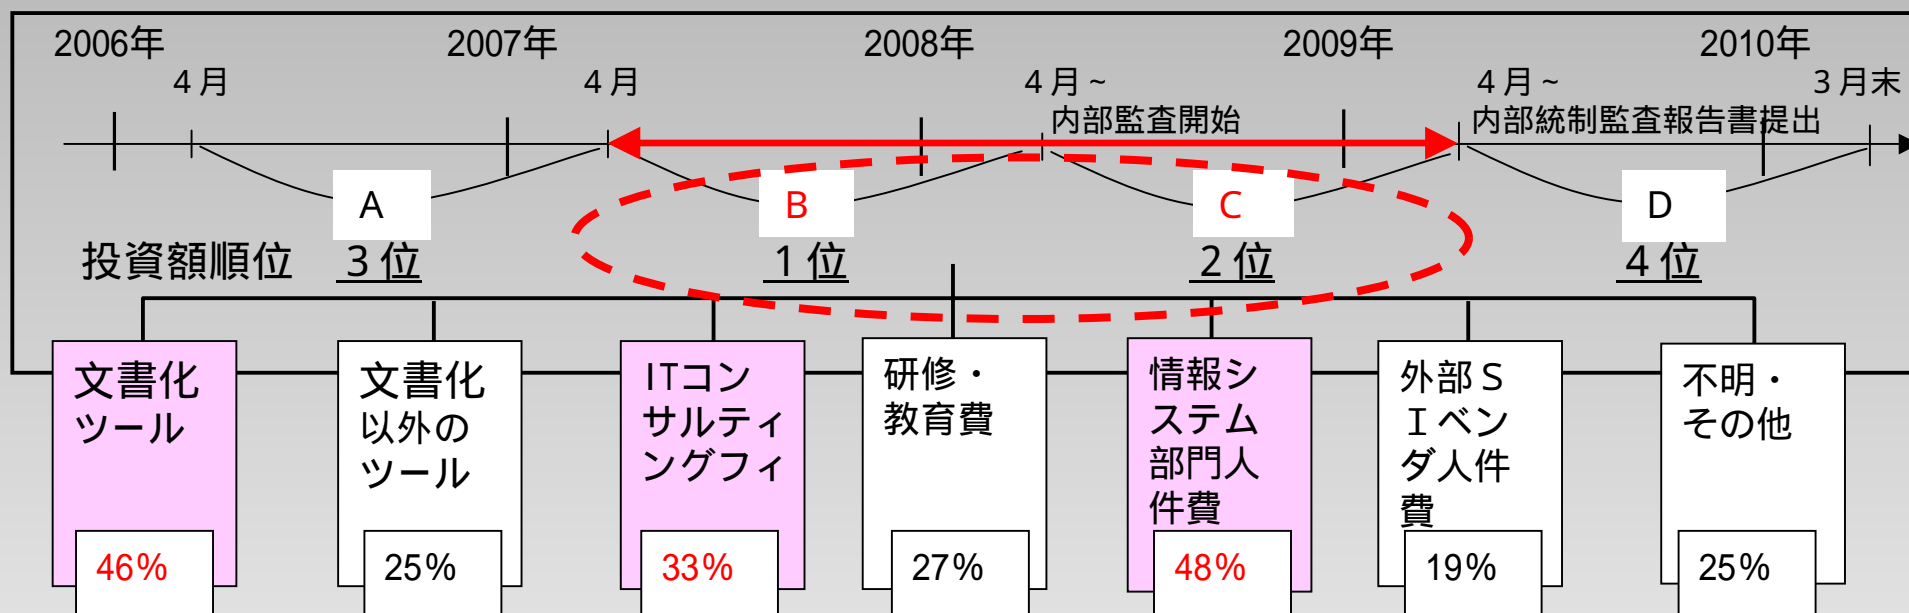 2006年 2007年 2008年 2009年 2010年
4月 4月 4月~ 4月~ 3月末
内部監査開始 内部統制監査報告書提出
A B C D
投資額順位 3位 1位 2位 4位
文書化
ツール
46%
文書化
以外の
ツール
25%
ITコン
サルティ
ングフィ
33%
研修・
教育費
27%
情報シ
ステム
部門人
件費
48%
外部S
Iベン
ダ人件
費
19%
不明・
その他
25%